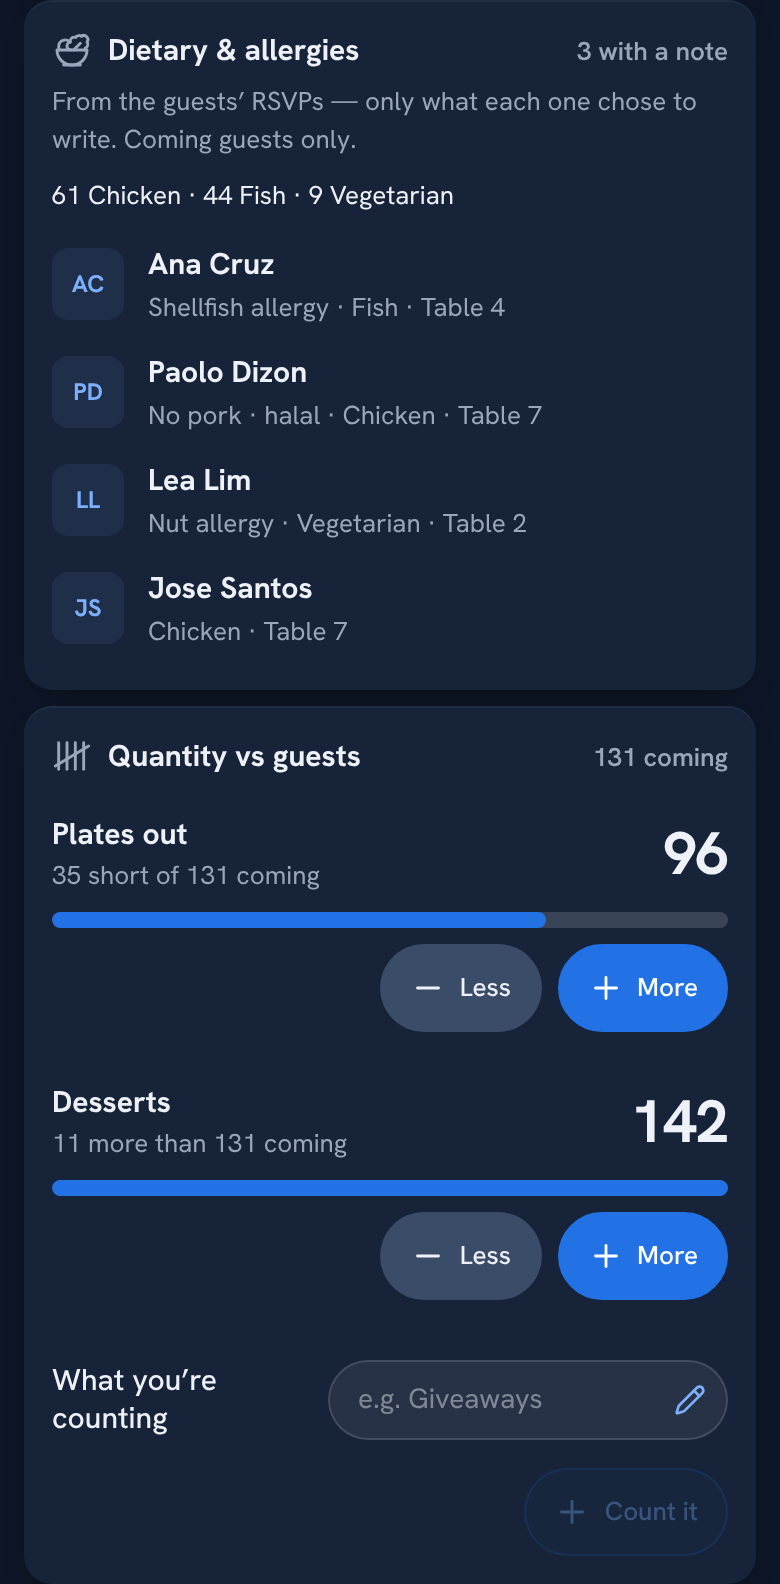 Dietary & allergies
3 with a note
From the guests’ RSVPs — only what each one chose to
write. Coming guests only.
61 Chicken · 44 Fish · 9 Vegetarian
AC
Ana Cruz
Shellfish allergy · Fish · Table 4
PD
Paolo Dizon
No pork · halal · Chicken · Table 7
LL
Lea Lim
Nut allergy · Vegetarian · Table 2
JS
Jose Santos
Chicken · Table 7
Quantity vs guests
131 coming
Plates out
96
35 short of 131 coming
Less
More
Desserts
142
11 more than 131 coming
Less
More
What you’re
counting
e.g. Giveaways
Count it